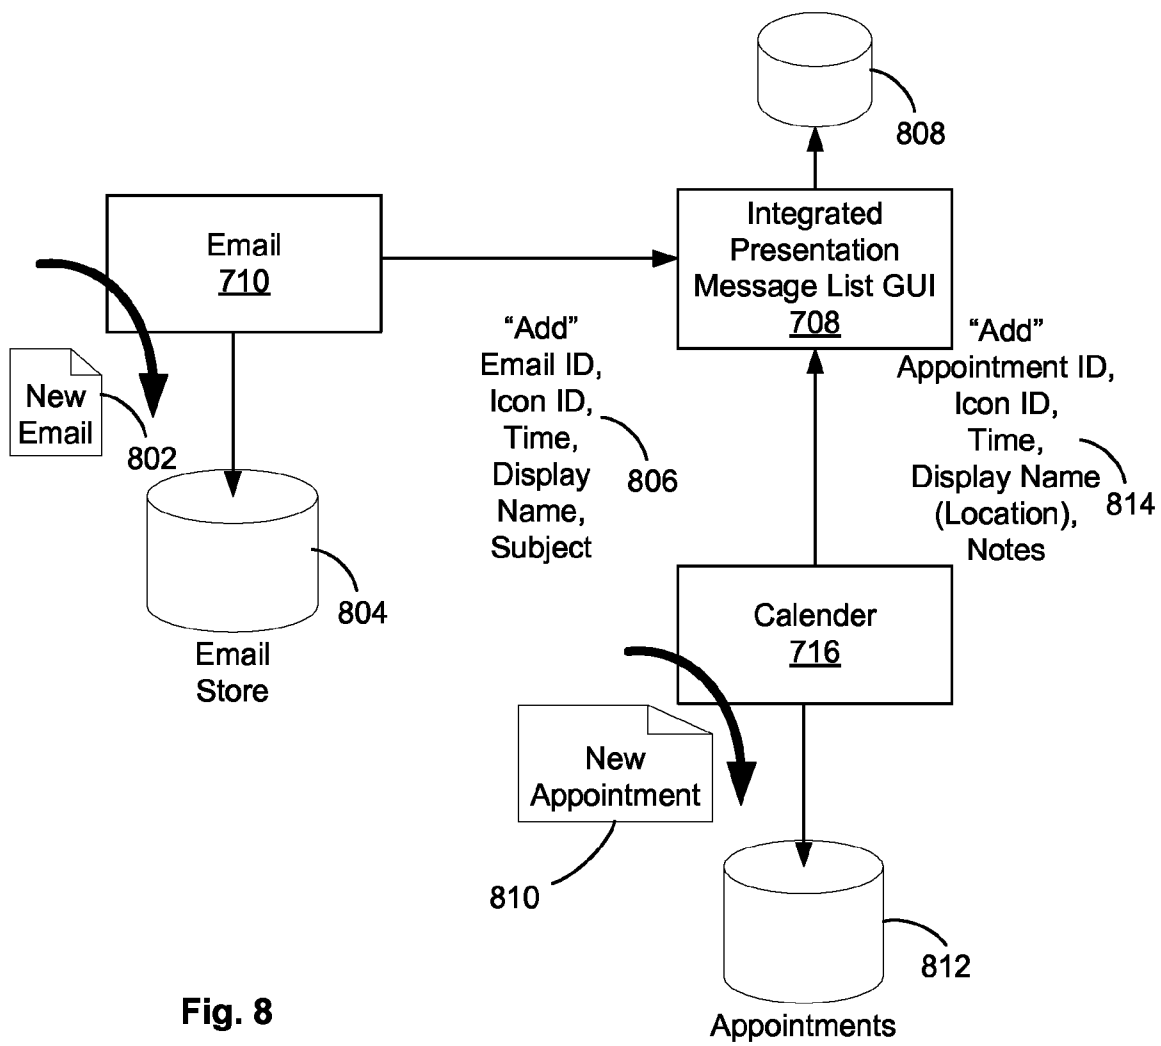 808
Email
710
Integrated
Presentation
Message List GUI
708
New
Email
802
“Add”
Email ID,
Icon ID,
Time,
Display
Name,
Subject
806
“Add”
Appointment ID,
Icon ID,
Time,
Display Name
(Location),
Notes
814
804
Email
Store
Calender
716
New
Appointment
810
812
Appointments
Fig. 8